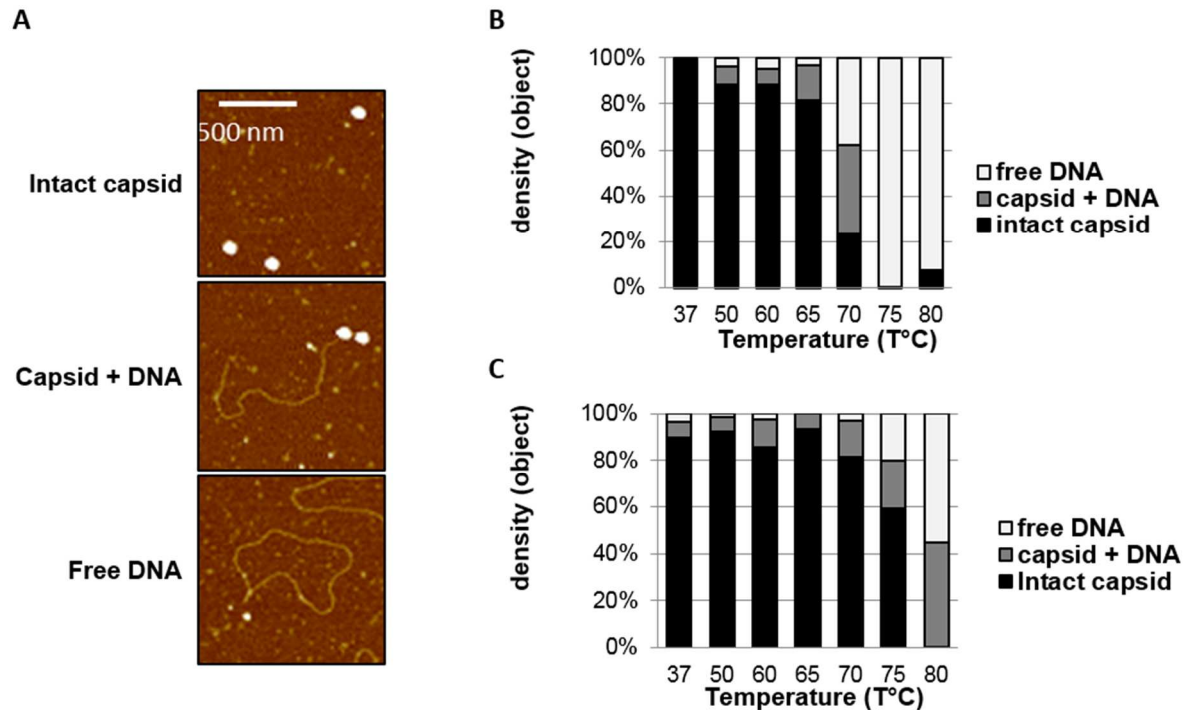 A
500 nm
Intact capsid
Capsid + DNA
Free DNA
B
density (object)
100%
80%
60%
40%
20%
0%
37 50 60 65 70 75 80
Temperature (T°C)
free DNA
capsid + DNA
intact capsid
C
density (object)
100%
80%
60%
40%
20%
0%
37 50 60 65 70 75 80
Temperature (T°C)
free DNA
capsid + DNA
Intact capsid